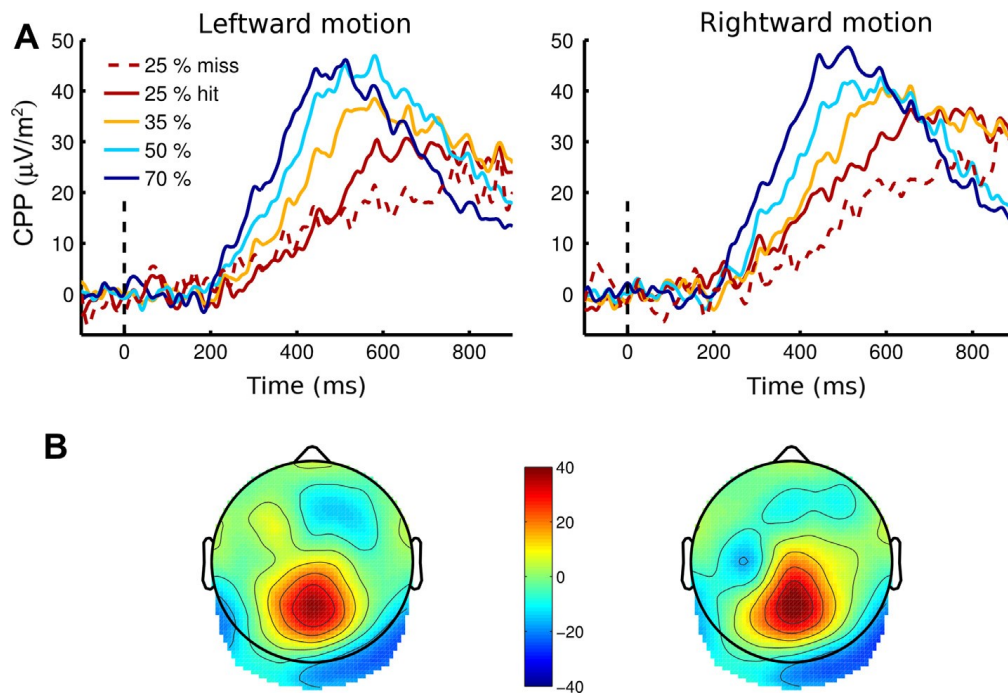 A
Leftward motion
Rightward motion
CPP (µV/m²)
50
40
30
20
10
0
25 % miss
25 % hit
35 %
50 %
70 %
0 200 400 600 800
Time (ms)
50
40
30
20
10
0
0 200 400 600 800
Time (ms)
B
40
20
0
−20
−40